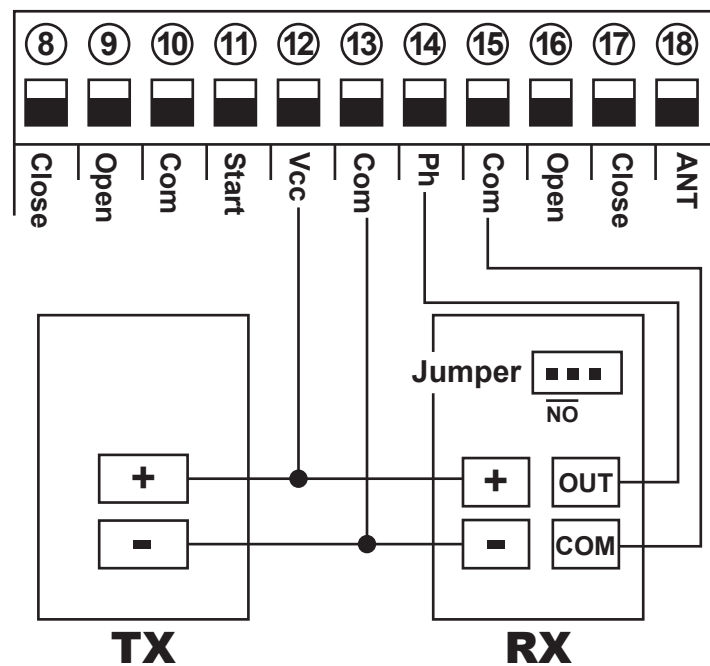 8 9 10 11 12 13 14 15 16 17 18
Close Open Com Start Vcc Com Ph Com Open Close ANT
Jumper
NO
+ + OUT
- - COM
TX RX